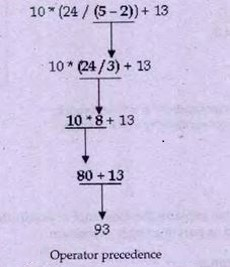 10 * (24 / (5 – 2)) + 13
10 * (24/3) + 13
10 * 8 + 13
80 + 13
93
Operator precedence